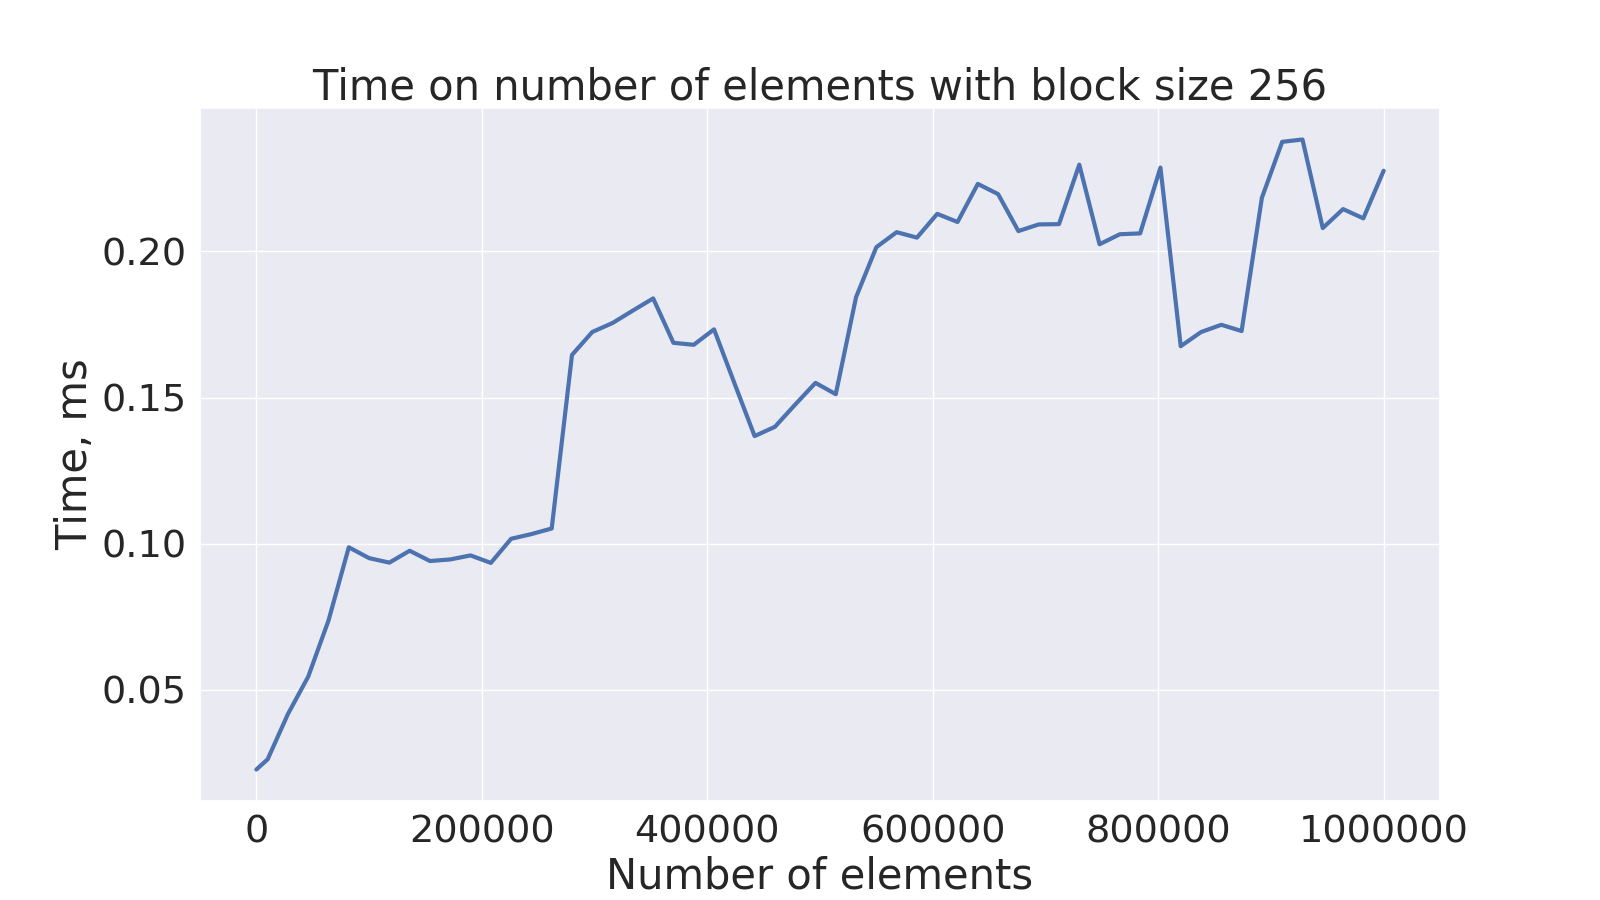 Time on number of elements with block size 256
0.20
0.15
0.10
0.05
Time, ms
0 200000 400000 600000 800000 1000000
Number of elements